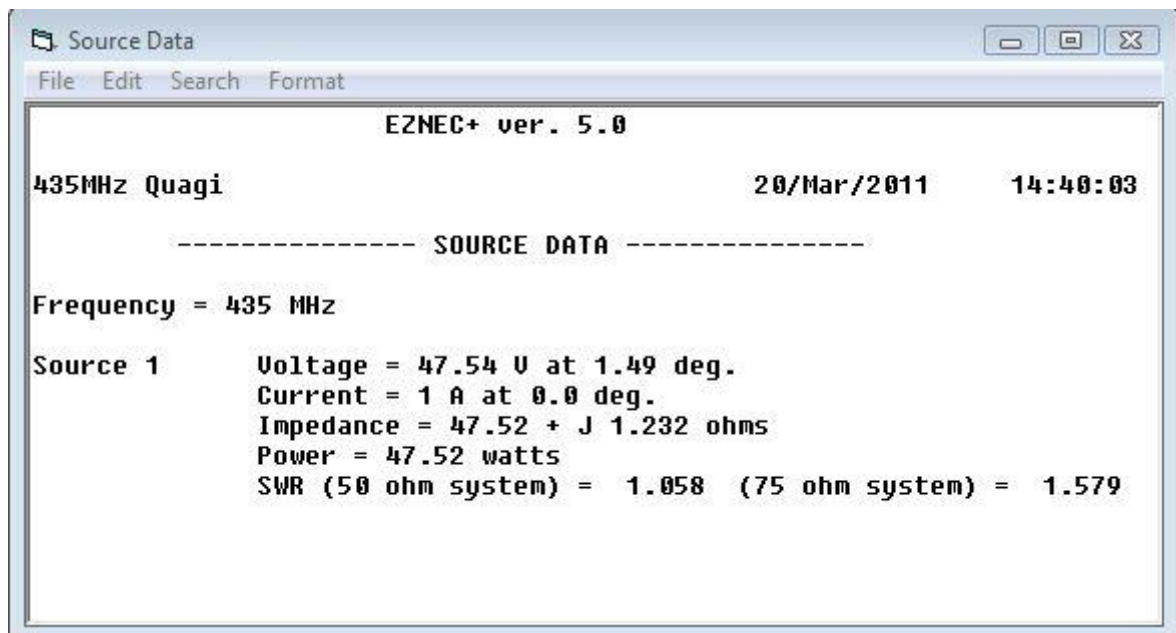 Source Data
File Edit Search Format
EZNEC+ ver. 5.0
435MHz Quagi 20/Mar/2011 14:40:03
--------------- SOURCE DATA ---------------
Frequency = 435 MHz
Source 1 Voltage = 47.54 V at 1.49 deg.
Current = 1 A at 0.0 deg.
Impedance = 47.52 + J 1.232 ohms
Power = 47.52 watts
SWR (50 ohm system) = 1.058 (75 ohm system) = 1.579